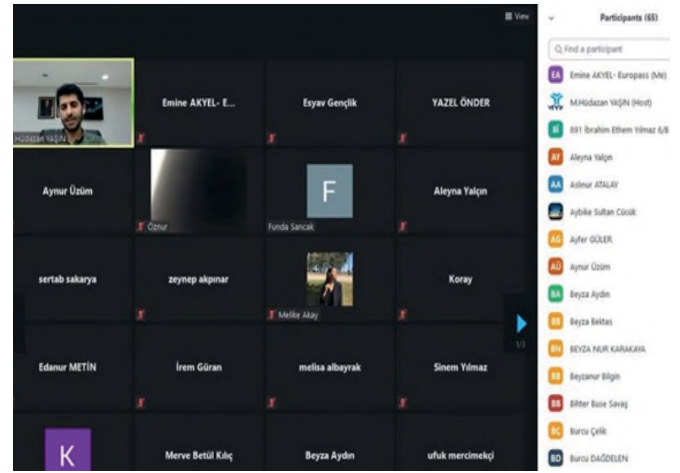 View
Participants (65)
Find a participant
EA Emine AKYEL- Europass (Me)
M.Hüdazan YAŞIN (Host)
Bİ 891 İbrahim Ethem Yılmaz 6/B
AY Aleyna Yalçın
AA Aslınur ATALAY
Aybike Sultan Cücük
AG Ayfer GÜLER
AÜ Aynur Üzüm
BA Beyza Aydın
BB Beyza Bektas
BN BEYZA NUR KARAKAYA
BB Beyzanur Bilgin
BB Bihter Buse Savaş
BÇ Burcu Çelik
BD Burcu DAĞDELEN
Hüdazan YAŞIN
Emine AKYEL- E...
Esyav Gençlik
YAZEL ÖNDER
Aynur Üzüm
Öznur
F
Funda Sancak
Aleyna Yalçın
sertab sakarya
zeynep akpınar
Melike Akay
Koray
1/3
Edanur METİN
İrem Güran
melisa albayrak
Sinem Yılmaz
K
Merve Betül Kılıç
Beyza Aydın
ufuk mercimekçi